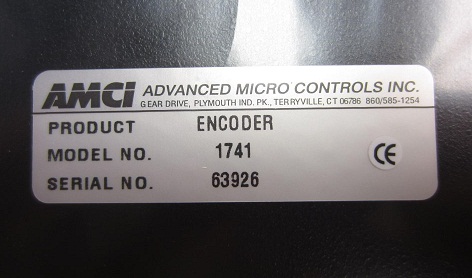 AMCI ADVANCED MICRO CONTROLS INC.
GEAR DRIVE, PLYMOUTH IND. PK., TERRYVILLE, CT 06786 860/585-1254
PRODUCT ENCODER
MODEL NO. 1741
SERIAL NO. 63926
CE